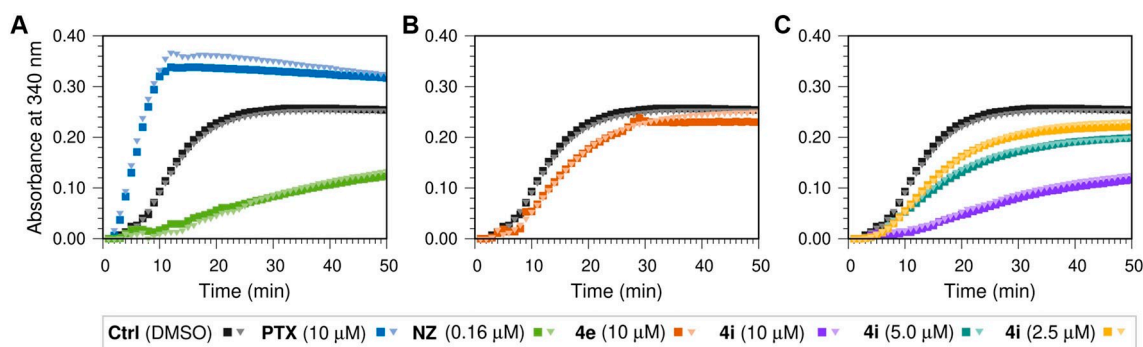 A B C
Absorbance at 340 nm
0.40 0.30 0.20 0.10 0.00
0 10 20 30 40 50
Time (min)
0.40 0.30 0.20 0.10 0.00
0 10 20 30 40 50
Time (min)
0.40 0.30 0.20 0.10 0.00
0 10 20 30 40 50
Time (min)
Ctrl (DMSO) PTX (10 μM) NZ (0.16 μM) 4e (10 μM) 4i (10 μM) 4i (5.0 μM) 4i (2.5 μM)